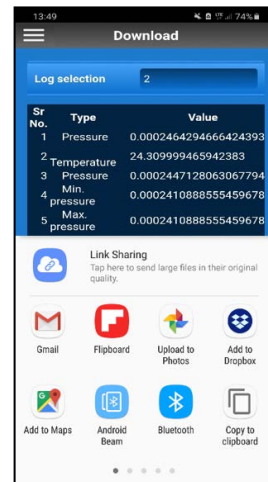 13:49 74%
Download
Log selection 2
Sr No. Type Value
1 Pressure 0.0002464294666424393
2 Temperature 24.309999465942383
3 Pressure 0.0002447128063067794
4 Min. pressure 0.0002410888555459678
5 Max. pressure 0.0002410888555459678
Link Sharing
Tap here to send large files in their original
quality.
Gmail Flipboard Upload to Photos Add to Dropbox
Add to Maps Android Beam Bluetooth Copy to clipboard